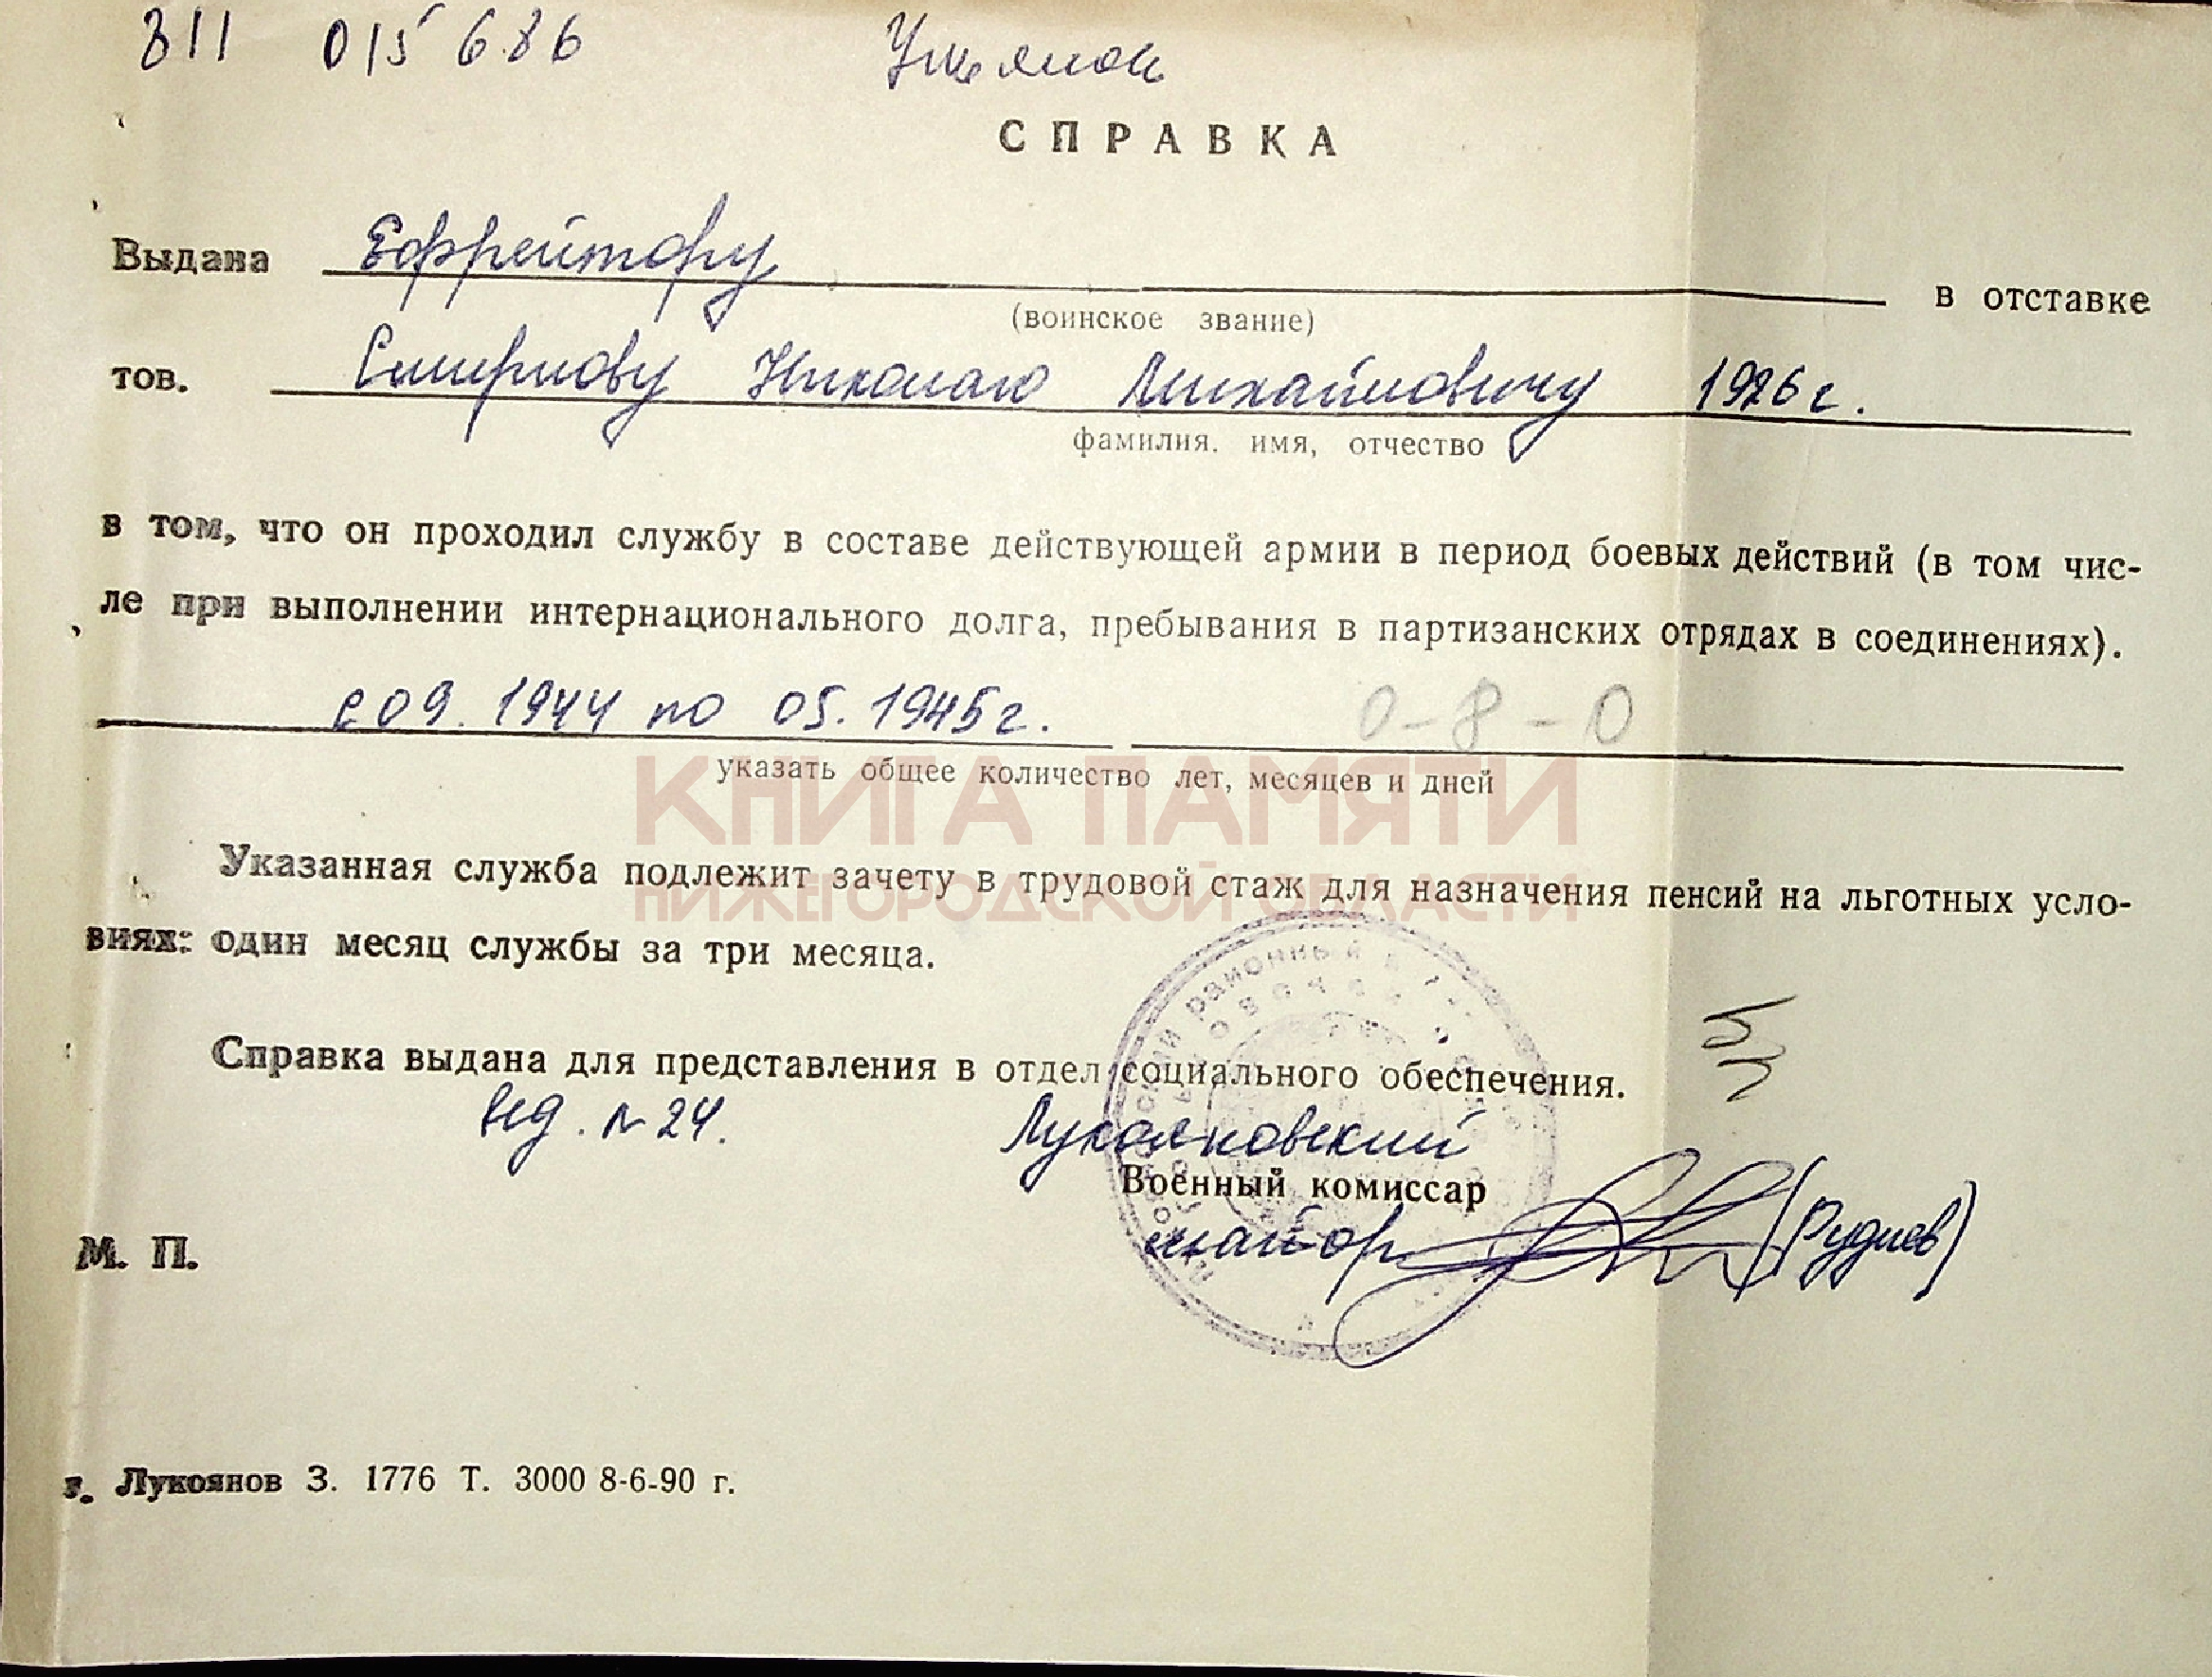 311 015 686
СПРАВКА
Выдана Ефрейтору в отставке
(воинское звание)
тов. Смирнову Николаю Михайловичу 1926 г.
фамилия. имя, отчество
в том, что он проходил службу в составе действующей армии в период боевых действий (в том чис-
ле при выполнении интернационального долга, пребывания в партизанских отрядах в соединениях).
с 09. 1944 по 05. 1945 г. 0-8-0
указать общее количество лет, месяцев и дней
КНИГА ПАМЯТИ
НИЖЕГОРОДСКОЙ ОБЛАСТИ
Указанная служба подлежит зачету в трудовой стаж для назначения пенсий на льготных усло-
виях: один месяц службы за три месяца.
Справка выдана для представления в отдел социального обеспечения.
вед. № 24. Лукояновский
Военный комиссар
М. П. майор (Руднев)
г. Лукоянов З. 1776 Т. 3000 8-6-90 г.